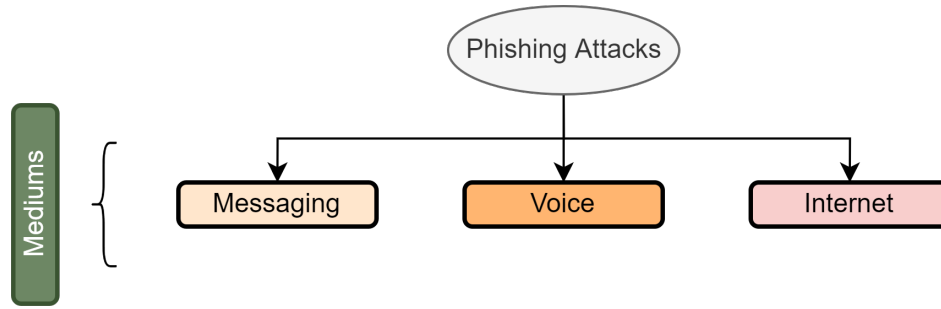 Phishing Attacks
Mediums
Messaging
Voice
Internet